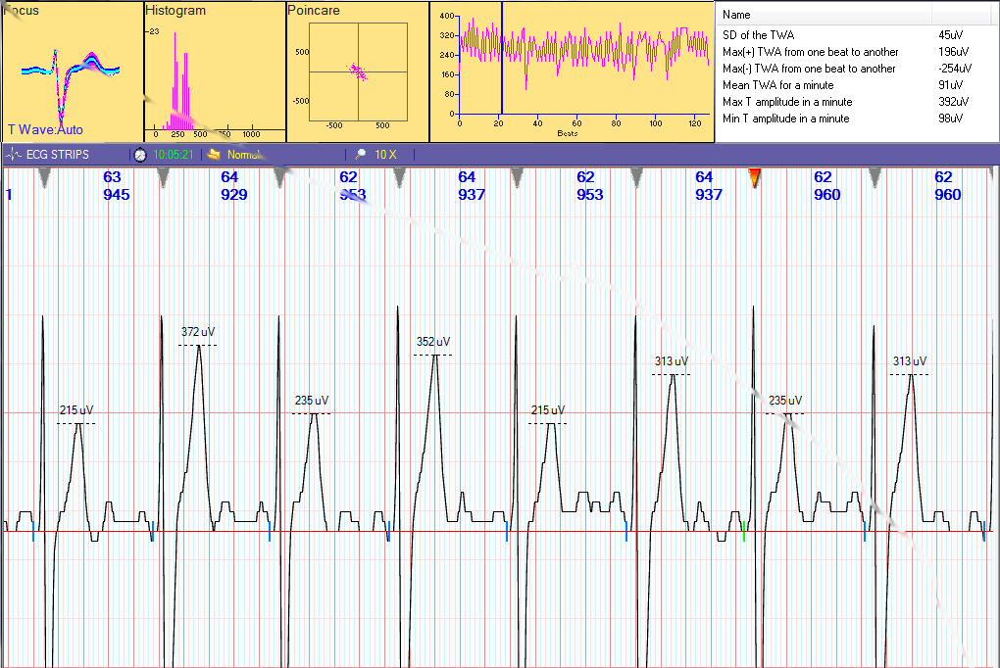 Focus
Histogram
Poincare
Name
23
500
-500
-500
500
T Wave:Auto
0
250
500
750
1000
400
320
240
160
80
0
0
20
40
60
80
100
120
Beats
SD of the TWA 45uV
Max(+) TWA from one beat to another 196uV
Max(-) TWA from one beat to another -254uV
Mean TWA for a minute 91uV
Max T amplitude in a minute 392uV
Min T amplitude in a minute 98uV
ECG STRIPS 10:05:21 Normal 10 X
63 64 62 64 62 64 62 62
1 945 929 953 937 953 937 960 960
372 uV
352 uV
313 uV
313 uV
215 uV
235 uV
215 uV
235 uV